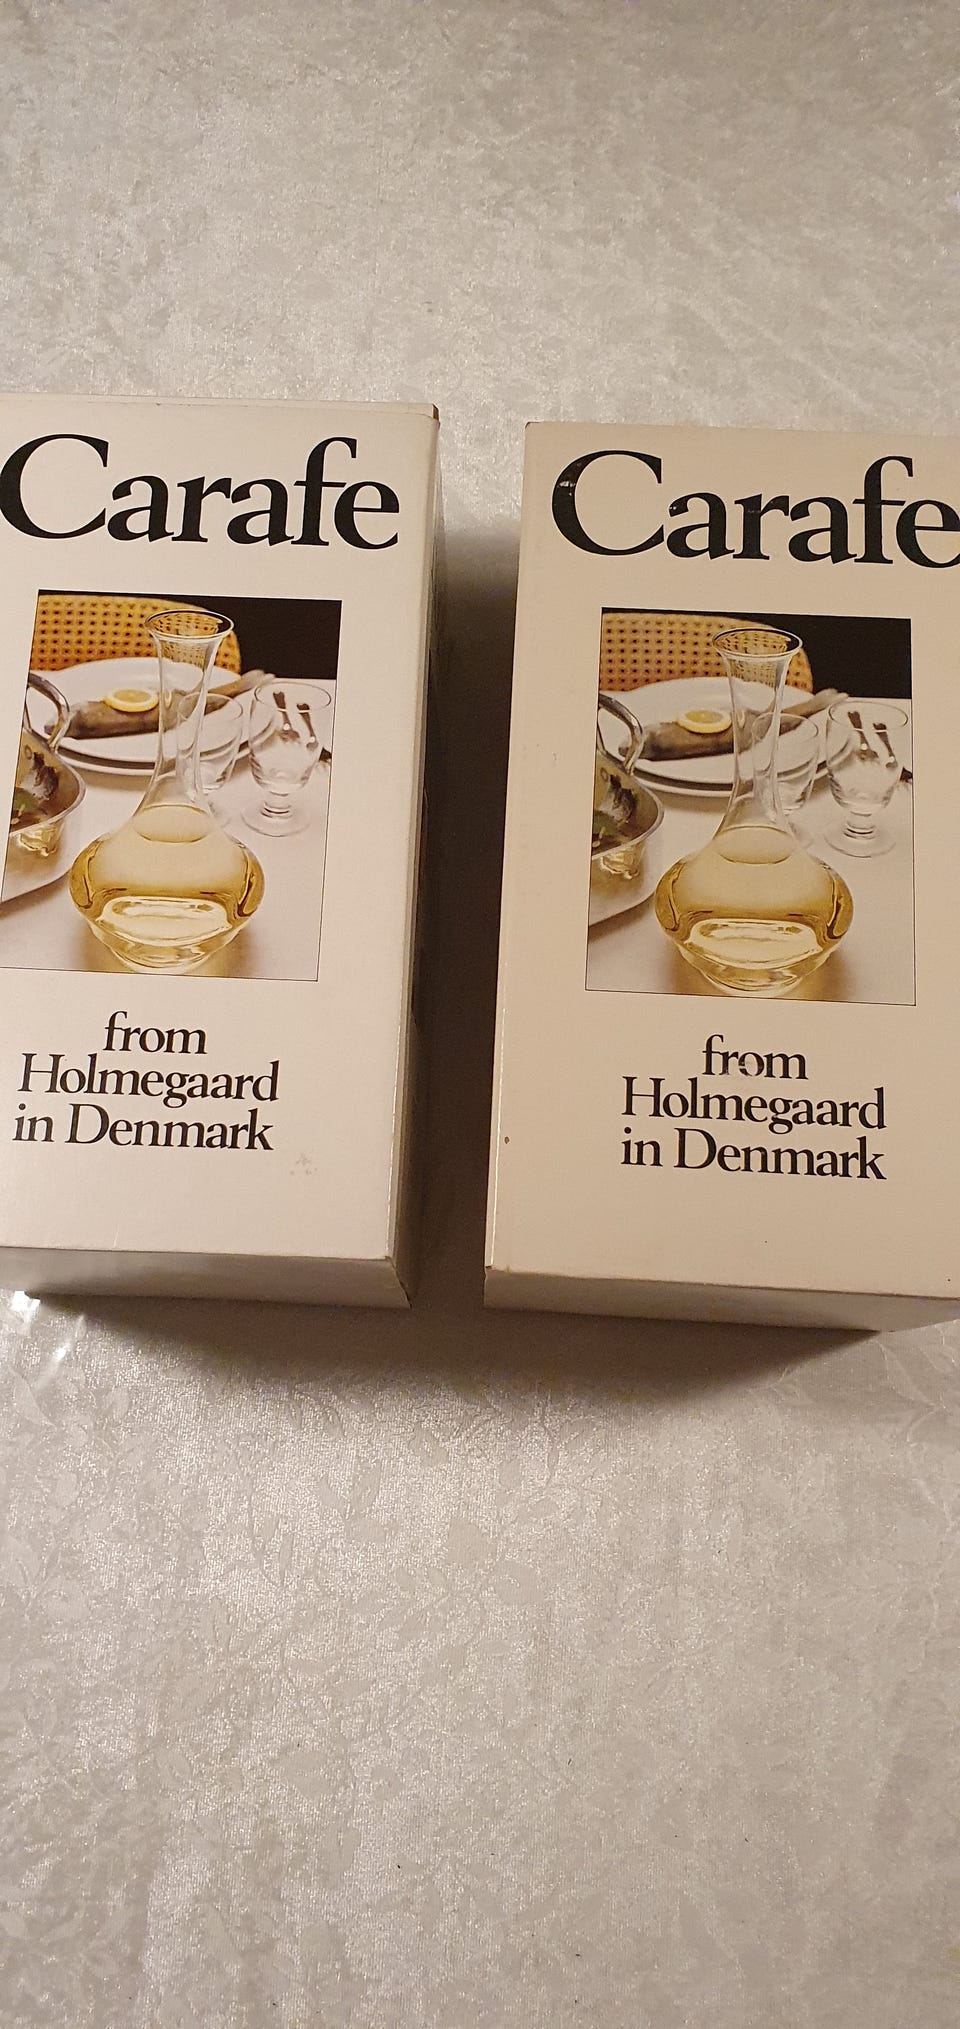 Carafe
from
Holmegaard
in Denmark
Carafe
from
Holmegaard
in Denmark